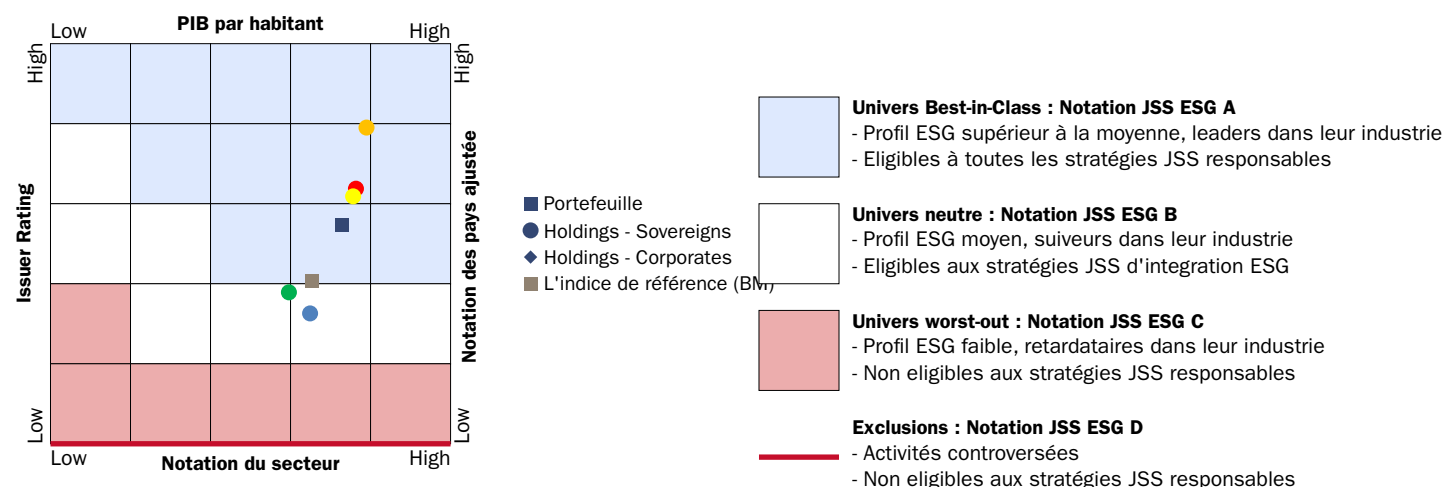 PIB par habitant
Low
High
High
High
Issuer Rating
Notation des pays ajustée
Low
Low
Low
High
Notation du secteur
Portefeuille
Holdings - Sovereigns
Holdings - Corporates
L'indice de référence (BM)
Univers Best-in-Class : Notation JSS ESG A
- Profil ESG supérieur à la moyenne, leaders dans leur industrie
- Eligibles à toutes les stratégies JSS responsables
Univers neutre : Notation JSS ESG B
- Profil ESG moyen, suiveurs dans leur industrie
- Eligibles aux stratégies JSS d'integration ESG
Univers worst-out : Notation JSS ESG C
- Profil ESG faible, retardataires dans leur industrie
- Non eligibles aux stratégies JSS responsables
Exclusions : Notation JSS ESG D
- Activités controversées
- Non eligibles aux stratégies JSS responsables